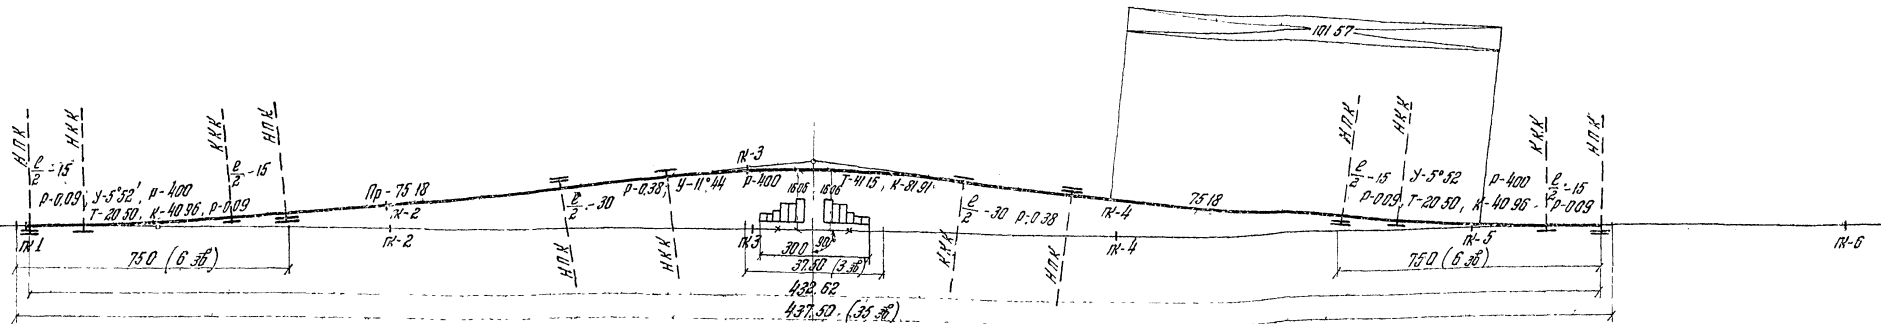 101.57
НПК
НКК
ККК
НПК
НПК
НКК
ККК
НПК
ℓ/2-15
ℓ/2-15
ℓ/2-15
ℓ/2-15
Р-0,09, У-5°52', Р-400
Т-20.50, К-40.96, Р-0.09
Пр-75.18
пк-2
пк-3
Р-0.38, У-11°44
Р-400
Т-41.15, К-81.91
16.06
16.06
ℓ/2-30
ℓ/2-30 Р-0.38
пк-4
75.18
У-5°52 Р-400
Р-0.09, Т-20.50, К-40.96 - Р-0.09
пк-5
пк-6
пк1
пк-2
пк3
пк-4
НПК
НКК
ККК
НПК
30.0
90°
37.50 (3 зв)
75.0 (6 зв)
75.0 (6 зв)
432.62
437.50. (35 зв)